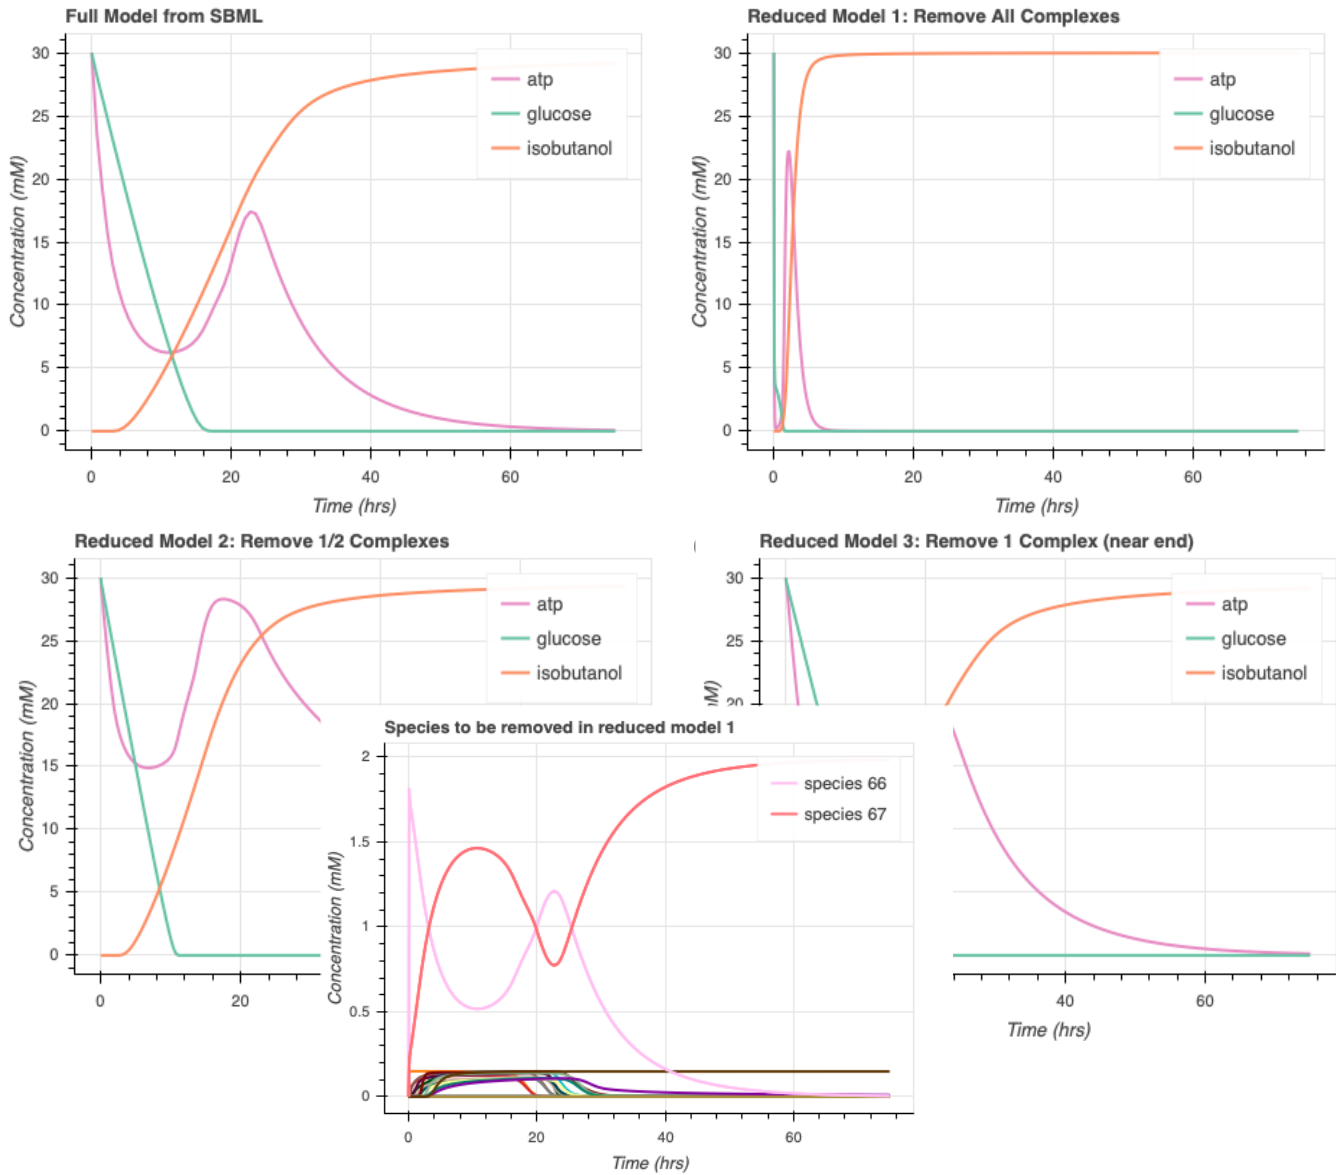 Full Model from SBML
30
25
20
15
10
5
0
Concentration (mM)
0
20
40
60
Time (hrs)
atp
glucose
isobutanol
Reduced Model 1: Remove All Complexes
30
25
20
15
10
5
0
Concentration (mM)
0
20
40
60
Time (hrs)
atp
glucose
isobutanol
Reduced Model 2: Remove 1/2 Complexes
30
25
20
15
10
5
0
Concentration (mM)
0
20
atp
glucose
isobutanol
Reduced Model 3: Remove 1 Complex (near end)
30
25
20
atp
glucose
isobutanol
40
60
Time (hrs)
Species to be removed in reduced model 1
2
1.5
1
0.5
0
Concentration (mM)
0
20
40
60
Time (hrs)
species 66
species 67